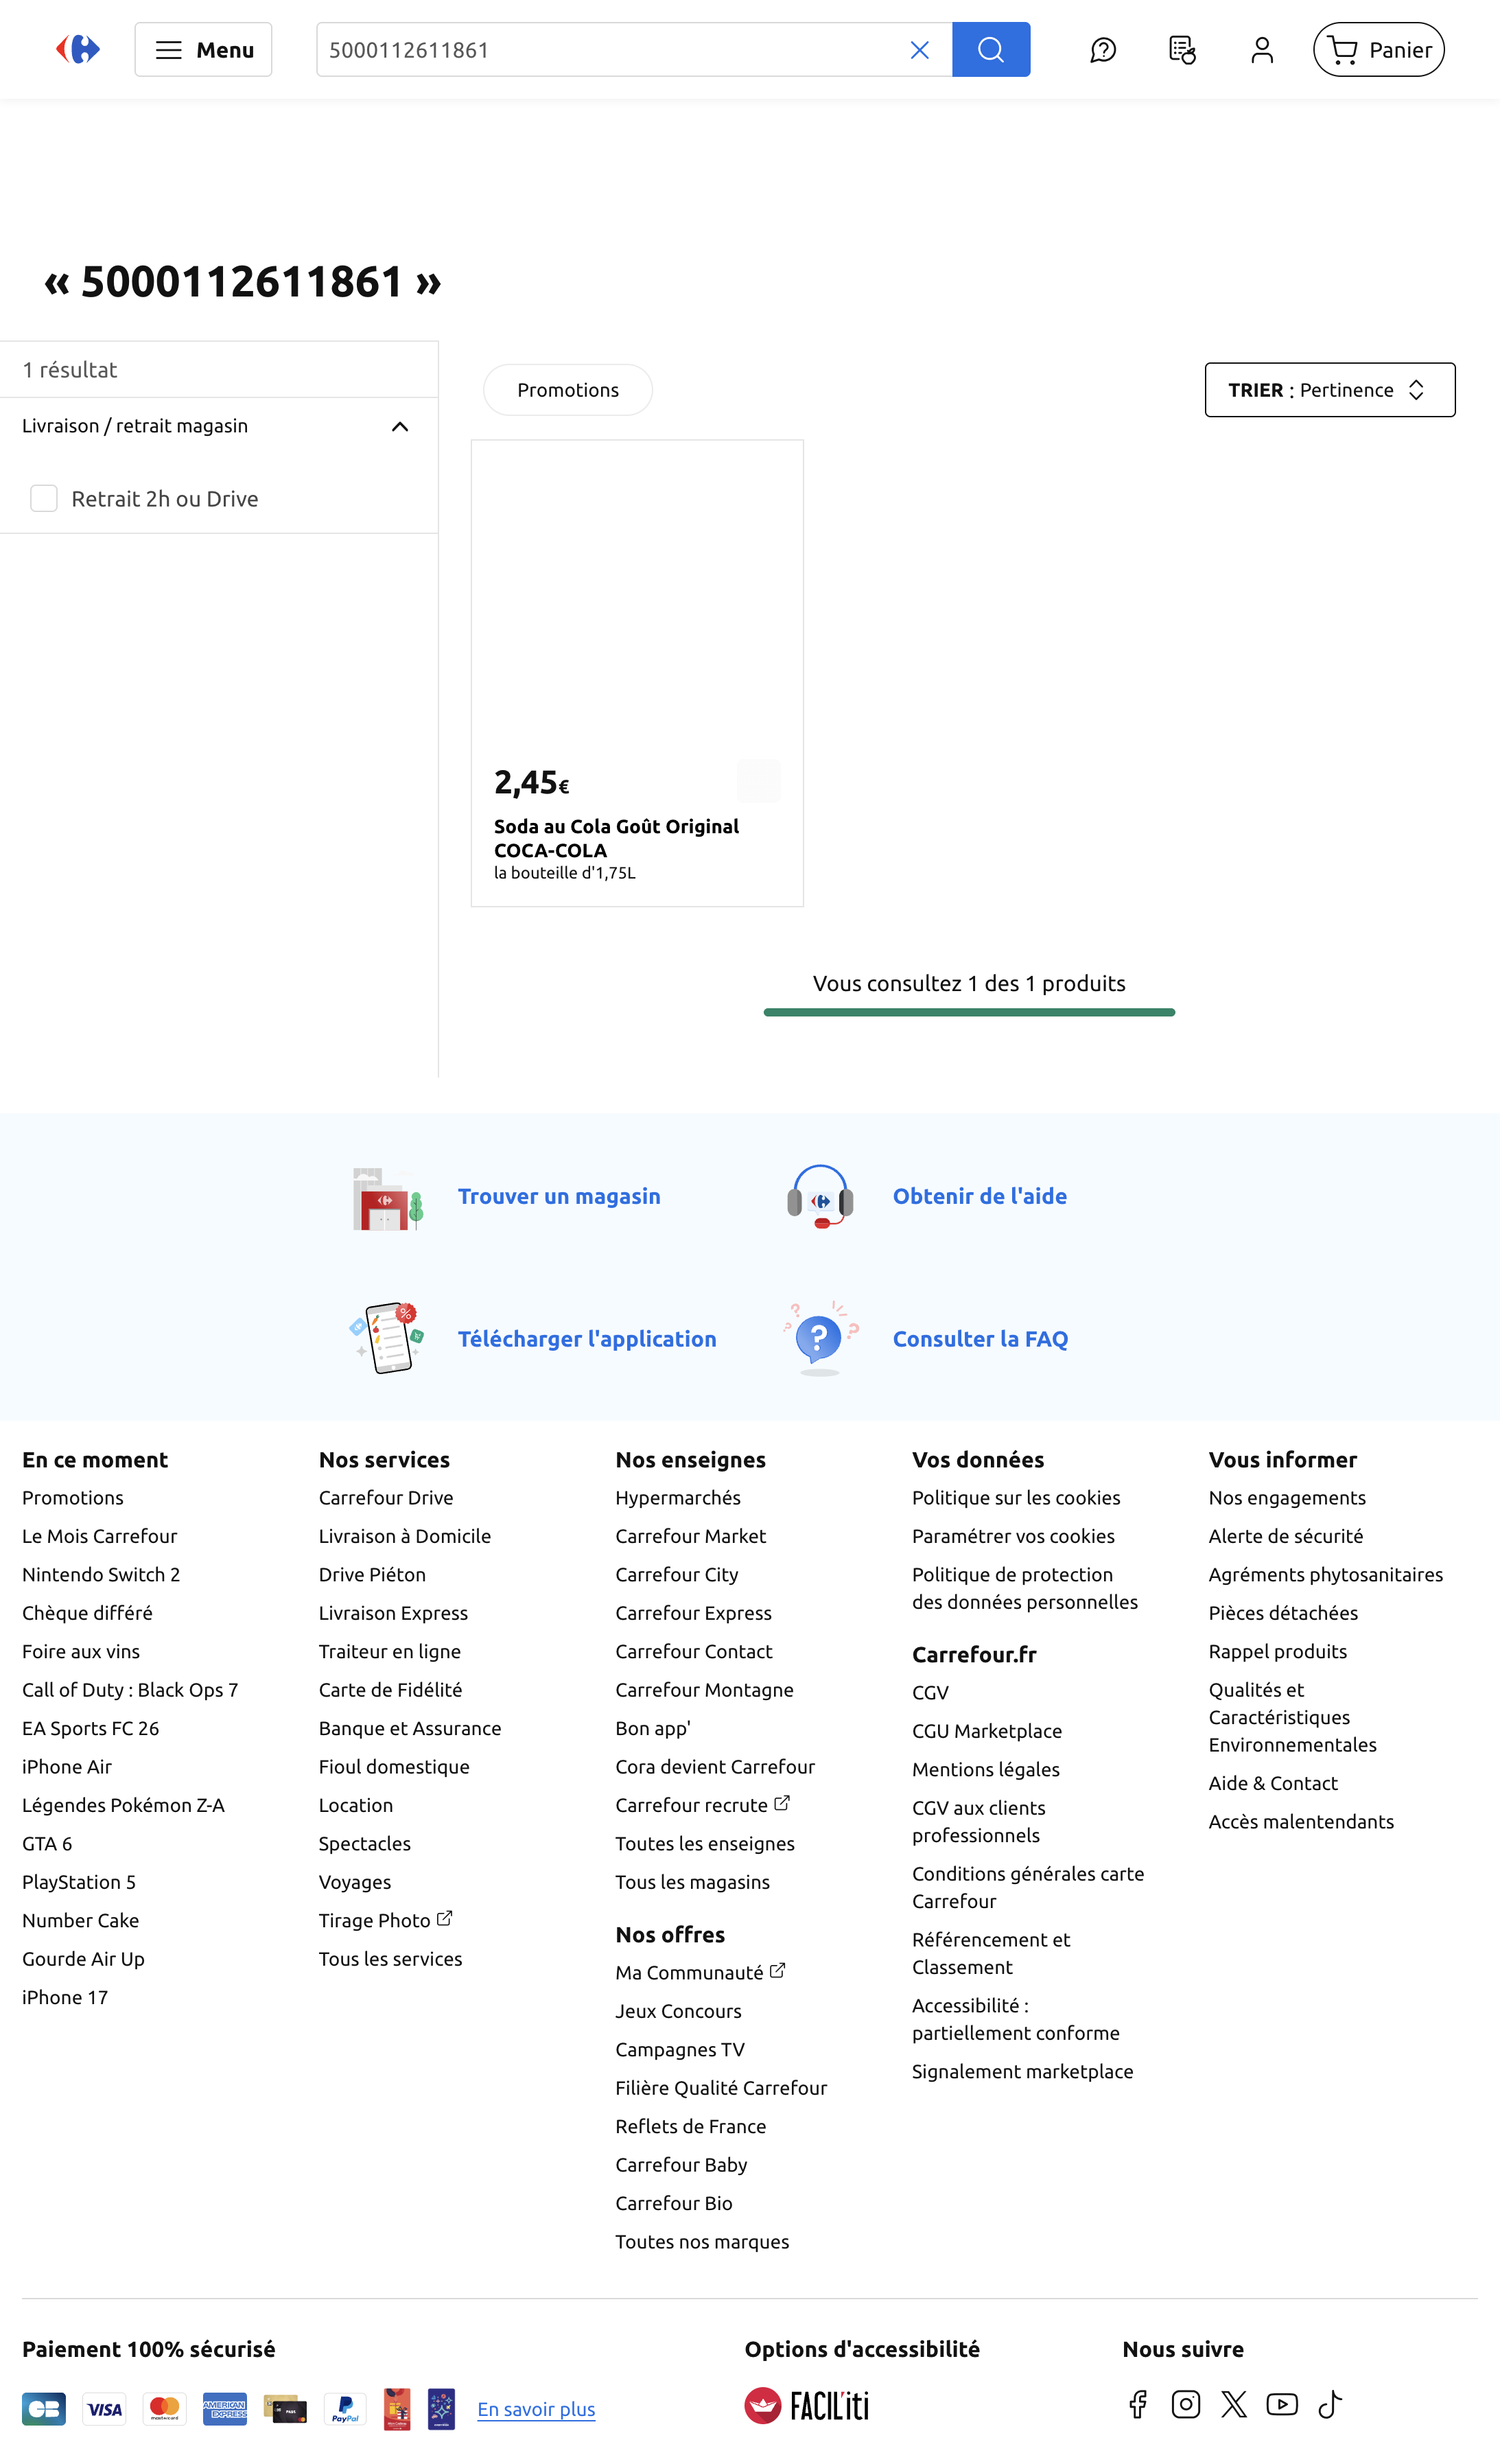 Menu
5000112611861
Panier
« 5000112611861 »
1 résultat
Livraison / retrait magasin
Retrait 2h ou Drive
Promotions
TRIER : Pertinence
2,45€
Soda au Cola Goût Original
COCA-COLA
la bouteille d'1,75L
Vous consultez 1 des 1 produits
Trouver un magasin
Obtenir de l'aide
Télécharger l'application
Consulter la FAQ
En ce moment
Promotions
Le Mois Carrefour
Nintendo Switch 2
Chèque différé
Foire aux vins
Call of Duty : Black Ops 7
EA Sports FC 26
iPhone Air
Légendes Pokémon Z-A
GTA 6
PlayStation 5
Number Cake
Gourde Air Up
iPhone 17
Nos services
Carrefour Drive
Livraison à Domicile
Drive Piéton
Livraison Express
Traiteur en ligne
Carte de Fidélité
Banque et Assurance
Fioul domestique
Location
Spectacles
Voyages
Tirage Photo
Tous les services
Nos enseignes
Hypermarchés
Carrefour Market
Carrefour City
Carrefour Express
Carrefour Contact
Carrefour Montagne
Bon app'
Cora devient Carrefour
Carrefour recrute
Toutes les enseignes
Tous les magasins
Nos offres
Ma Communauté
Jeux Concours
Campagnes TV
Filière Qualité Carrefour
Reflets de France
Carrefour Baby
Carrefour Bio
Toutes nos marques
Vos données
Politique sur les cookies
Paramétrer vos cookies
Politique de protection
des données personnelles
Carrefour.fr
CGV
CGU Marketplace
Mentions légales
CGV aux clients
professionnels
Conditions générales carte
Carrefour
Référencement et
Classement
Accessibilité :
partiellement conforme
Signalement marketplace
Vous informer
Nos engagements
Alerte de sécurité
Agréments phytosanitaires
Pièces détachées
Rappel produits
Qualités et
Caractéristiques
Environnementales
Aide & Contact
Accès malentendants
Paiement 100% sécurisé
CB
VISA
mastercard
AMERICAN
EXPRESS
PASS
PayPal
En savoir plus
Options d'accessibilité
FACIL'iti
Nous suivre